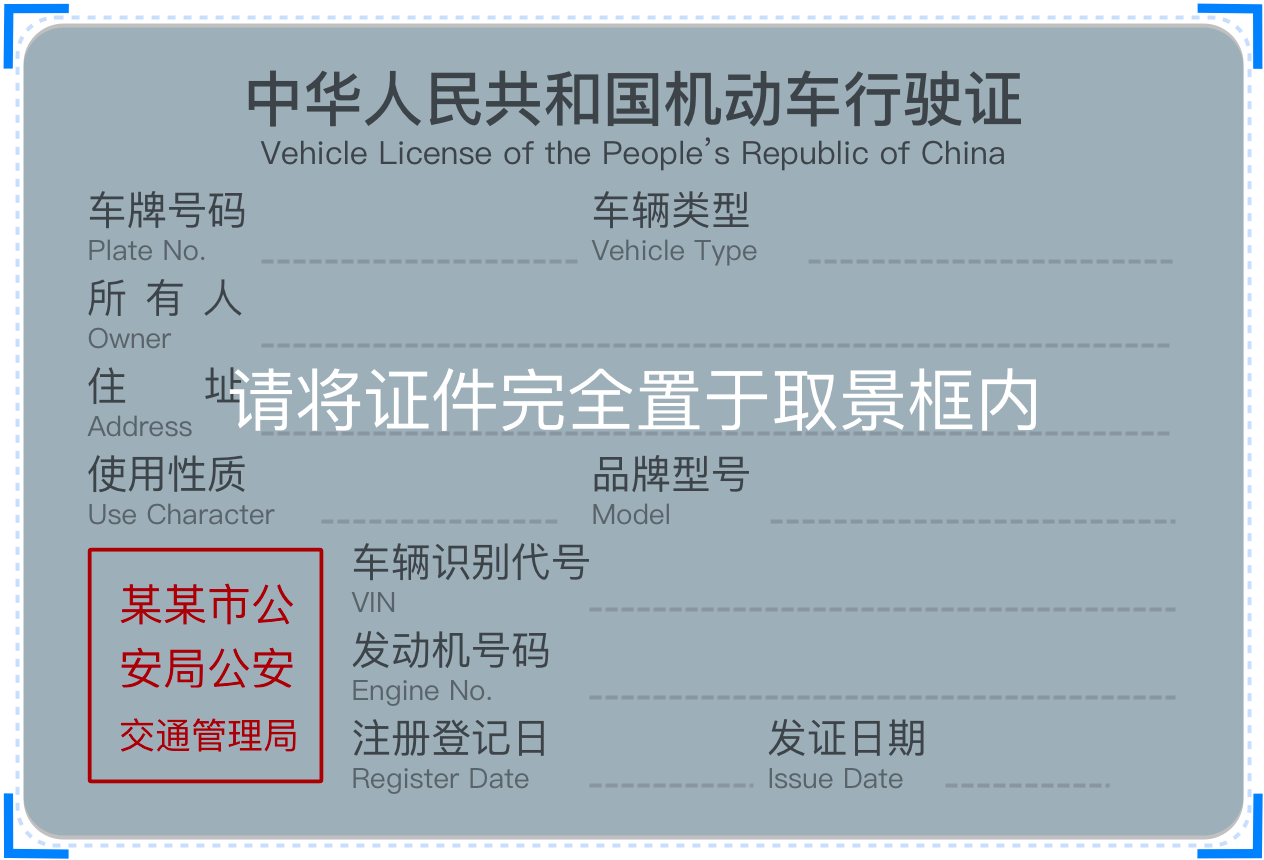 中华人民共和国机动车行驶证
Vehicle License of the People's Republic of China
车牌号码 车辆类型
Plate No. Vehicle Type
所 有 人
Owner
住 址
请将证件完全置于取景框内
Address
使用性质 品牌型号
Use Character Model
车辆识别代号
VIN
发动机号码
Engine No.
注册登记日 发证日期
Register Date Issue Date
某某市公
安局公安
交通管理局